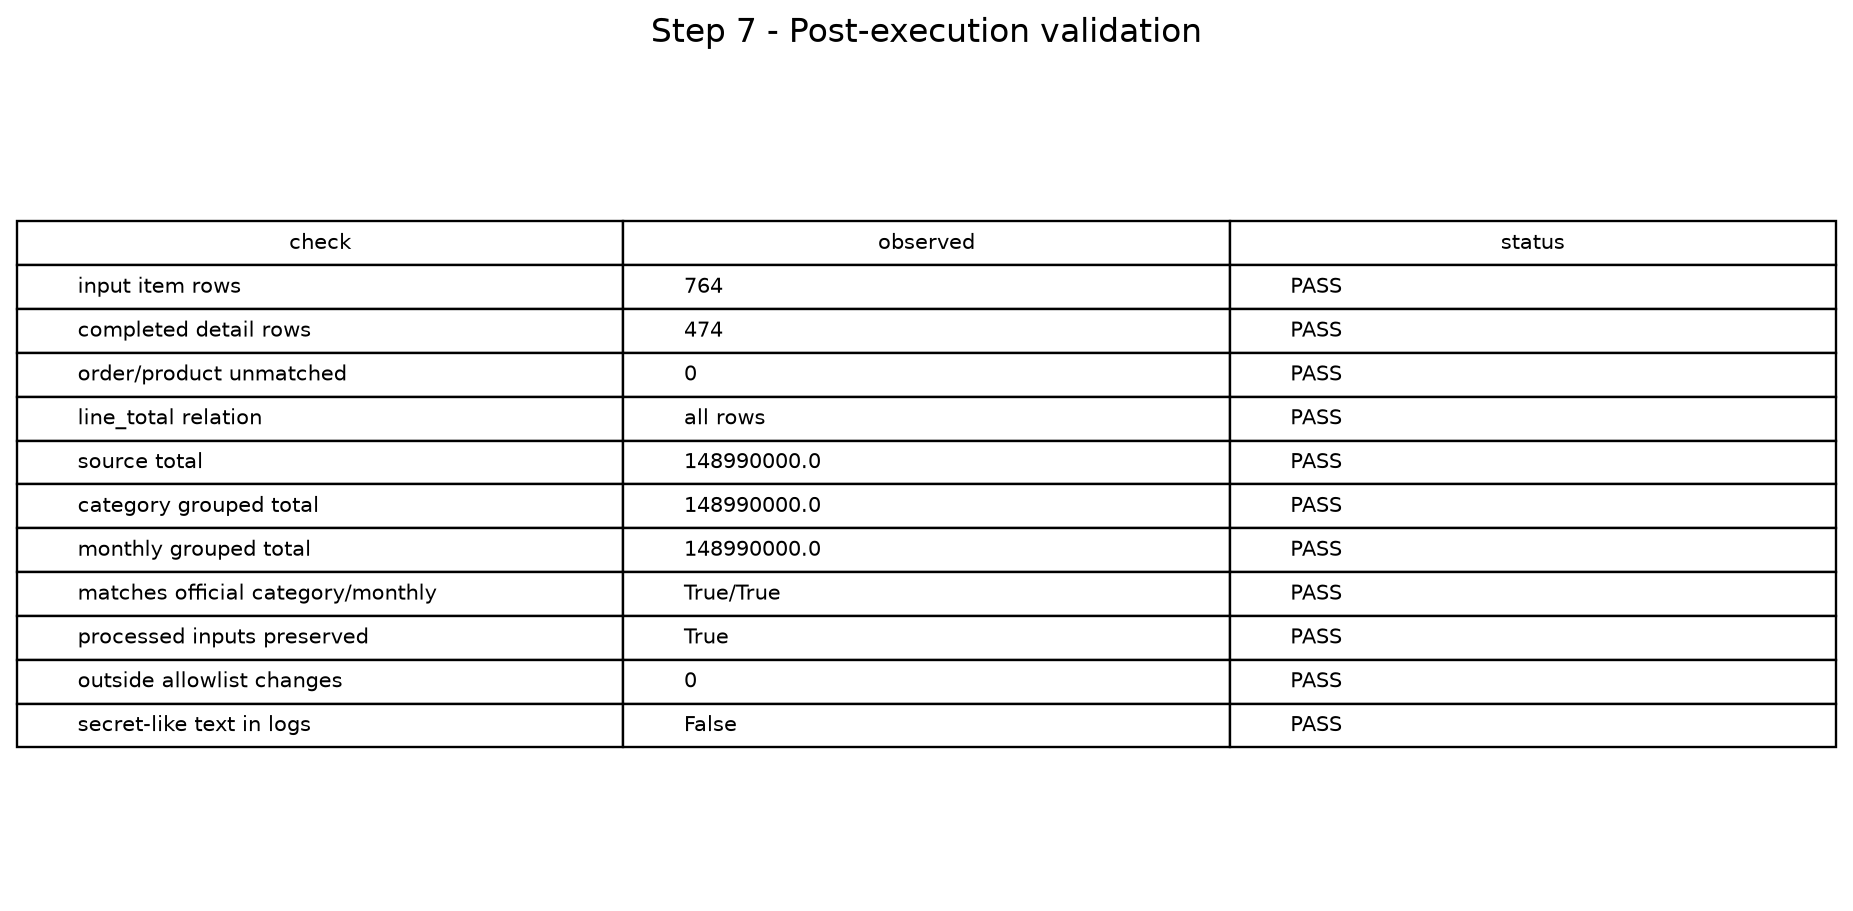 Step 7 - Post-execution validation
check observed status
input item rows 764 PASS
completed detail rows 474 PASS
order/product unmatched 0 PASS
line_total relation all rows PASS
source total 148990000.0 PASS
category grouped total 148990000.0 PASS
monthly grouped total 148990000.0 PASS
matches official category/monthly True/True PASS
processed inputs preserved True PASS
outside allowlist changes 0 PASS
secret-like text in logs False PASS